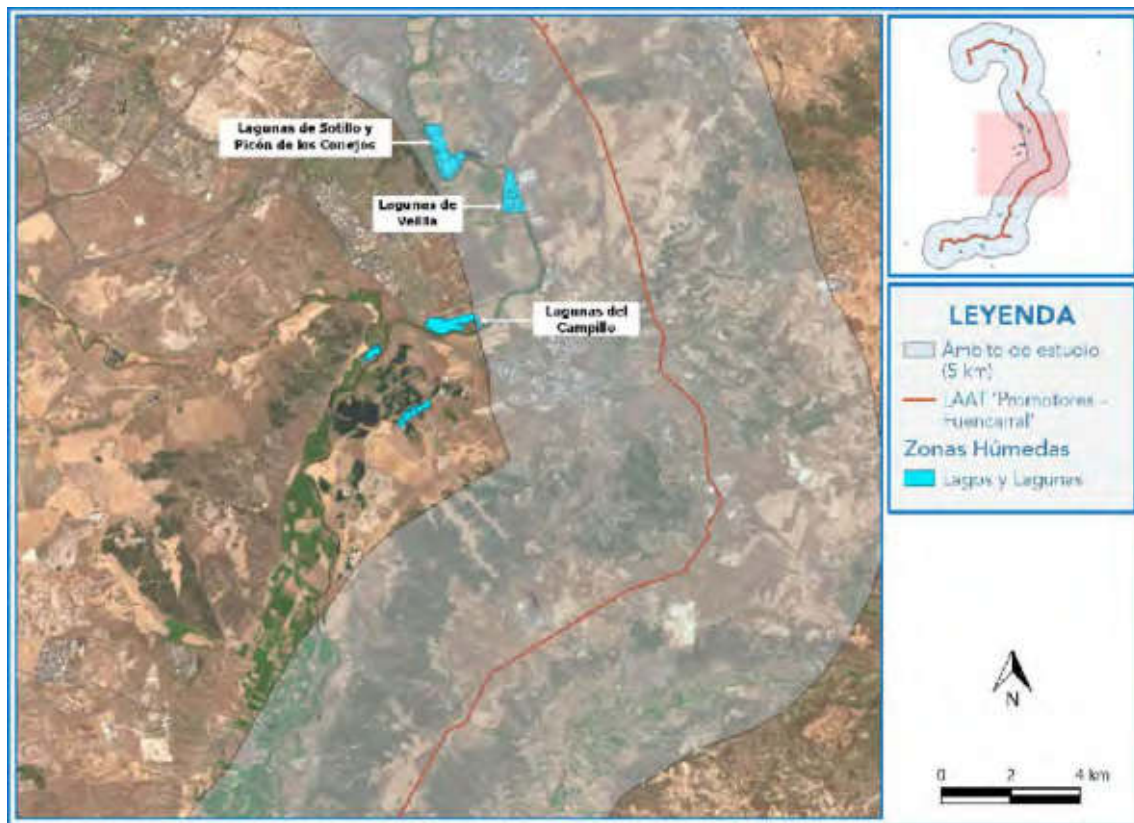 Lagunas de Sotillo y
Picón de los Conejos
Lagunas de
Velilla
Lagunas del
Campillo
LEYENDA
Ámbito de estudio
(5 km)
LAAT "Promotores -
Fuencarral"
Zonas Húmedas
Lagos y Lagunas
N
0 2 4 km